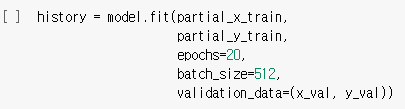 [ ] history = model.fit(partial_x_train,
partial_y_train,
epochs=20,
batch_size=512,
validation_data=(x_val, y_val))